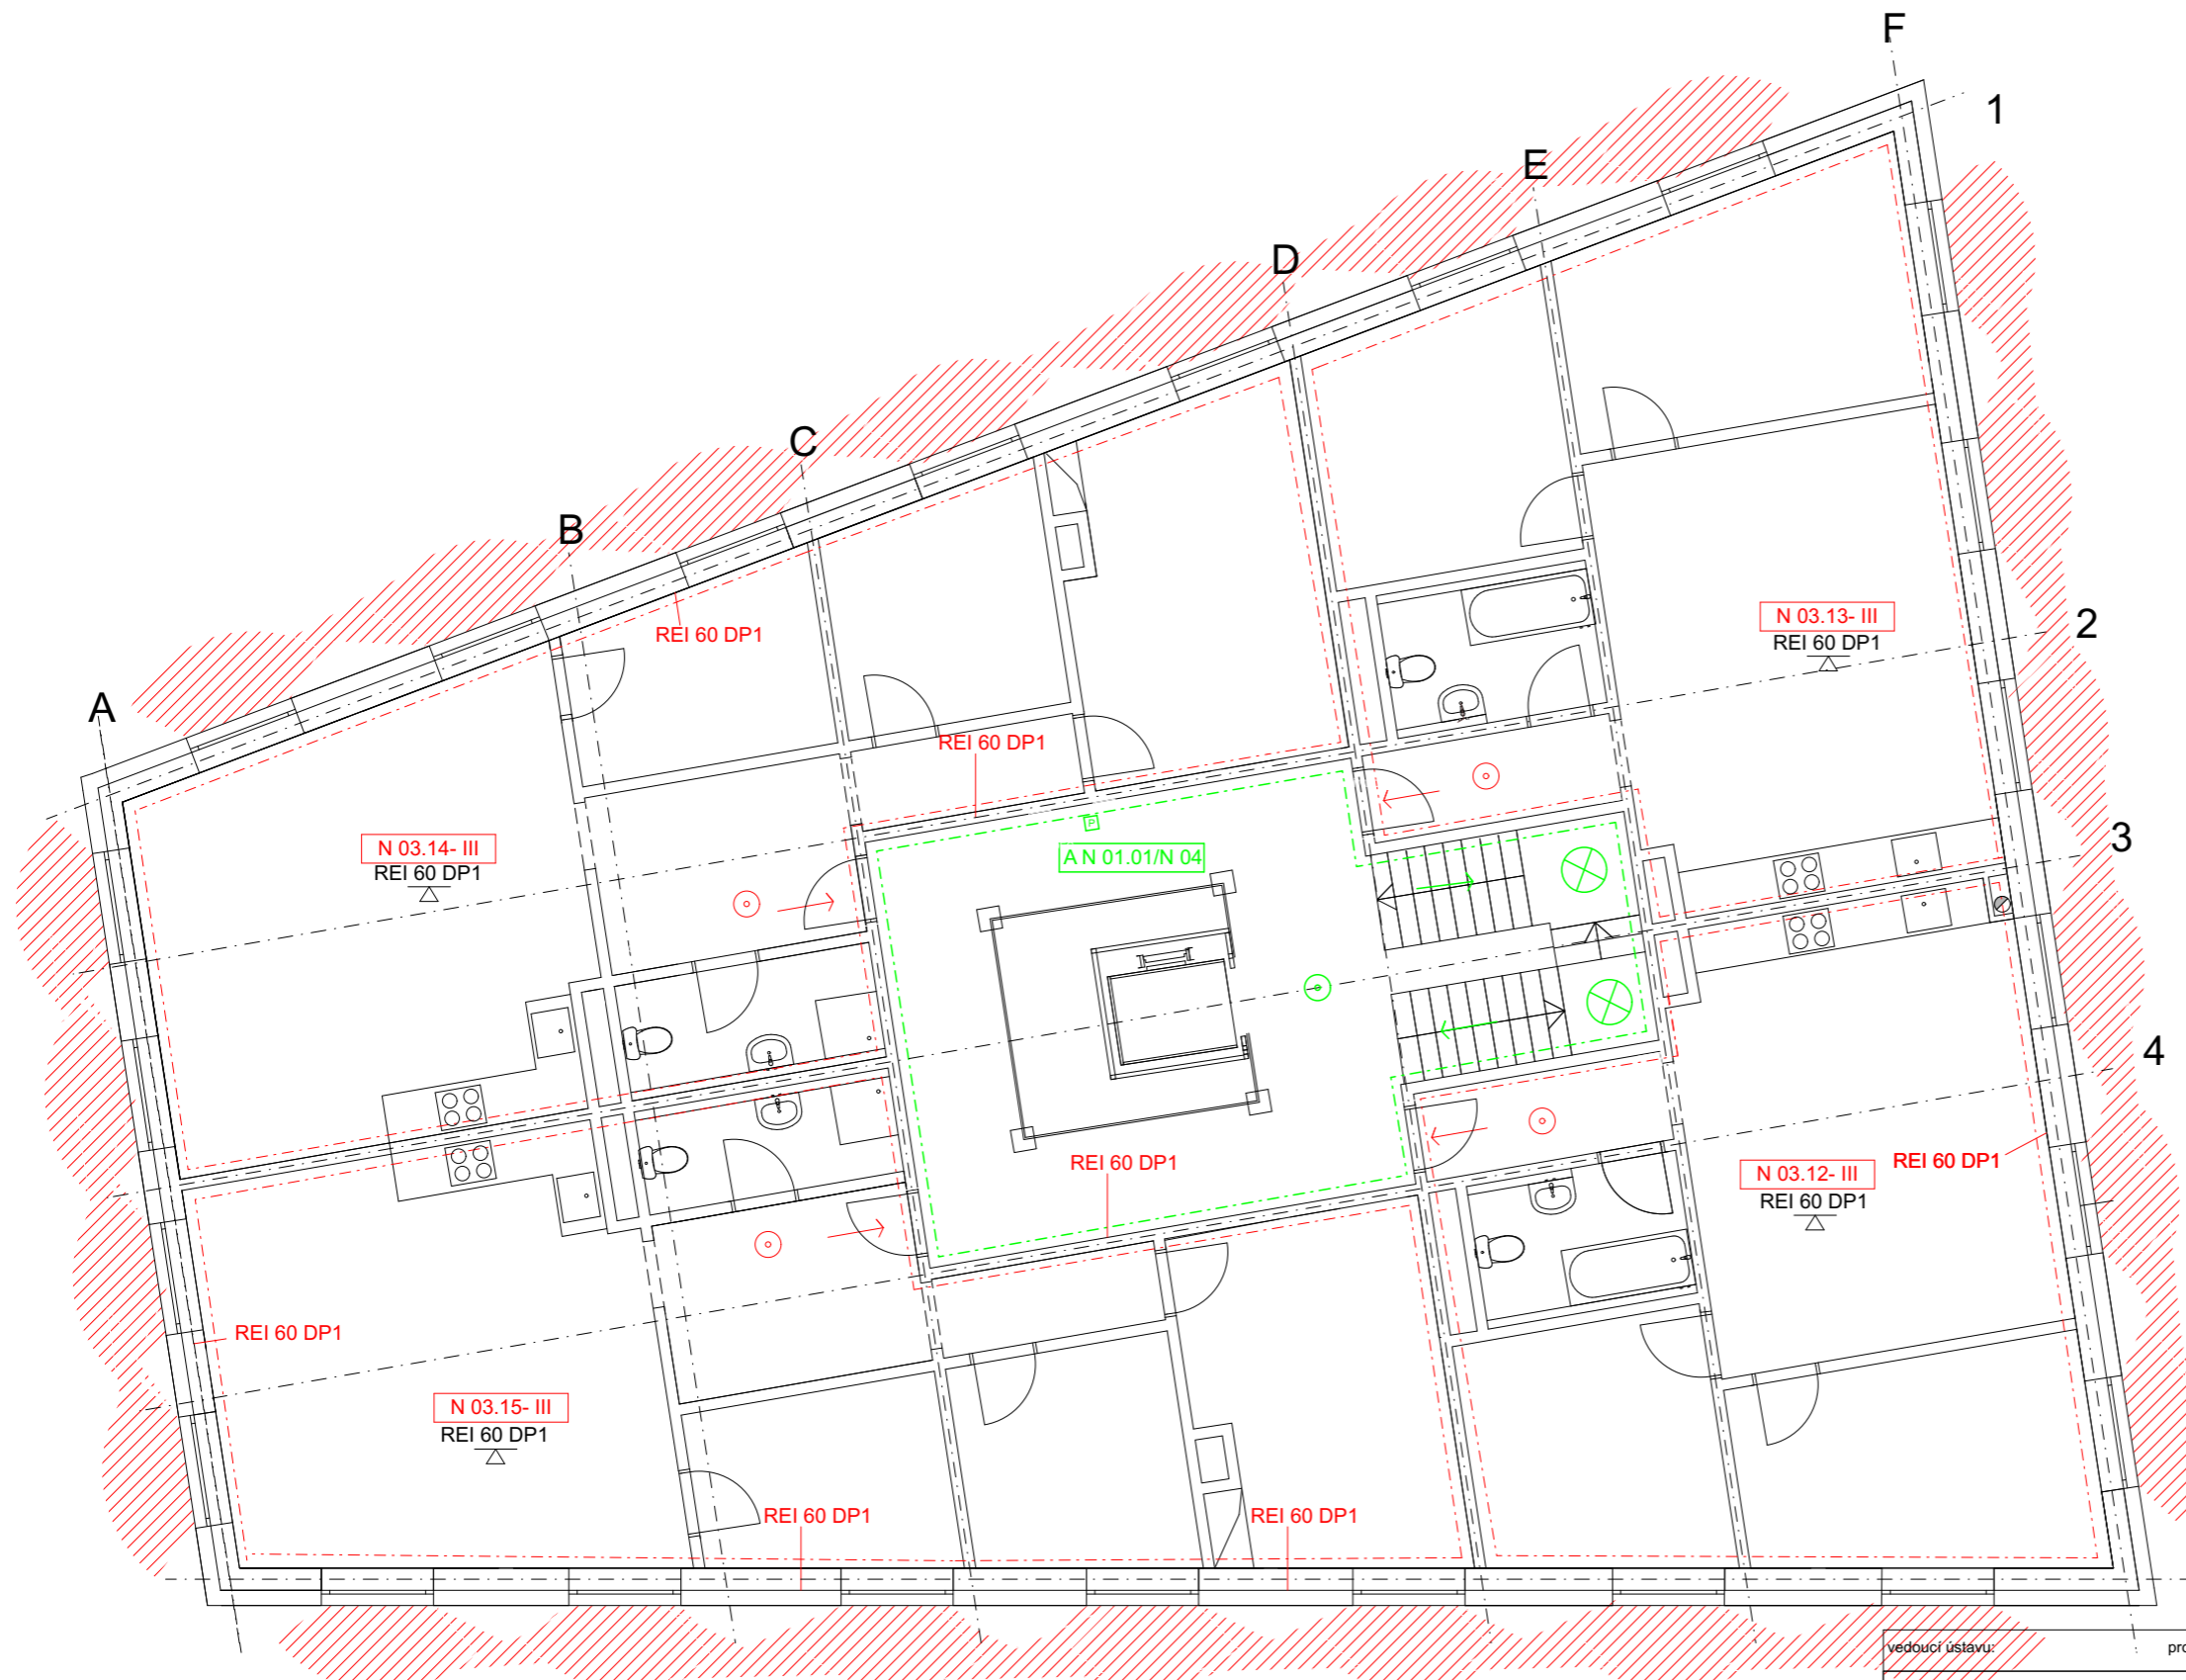 F
1
E
D
C
B
A
N 03.13- III
REI 60 DP1
2
REI 60 DP1
REI 60 DP1
N 03.14- III
REI 60 DP1
P
A N 01.01/N 04
3
4
REI 60 DP1
N 03.12- III
REI 60 DP1
REI 60 DP1
REI 60 DP1
N 03.15- III
REI 60 DP1
REI 60 DP1
REI 60 DP1
vedoucí ústavu: